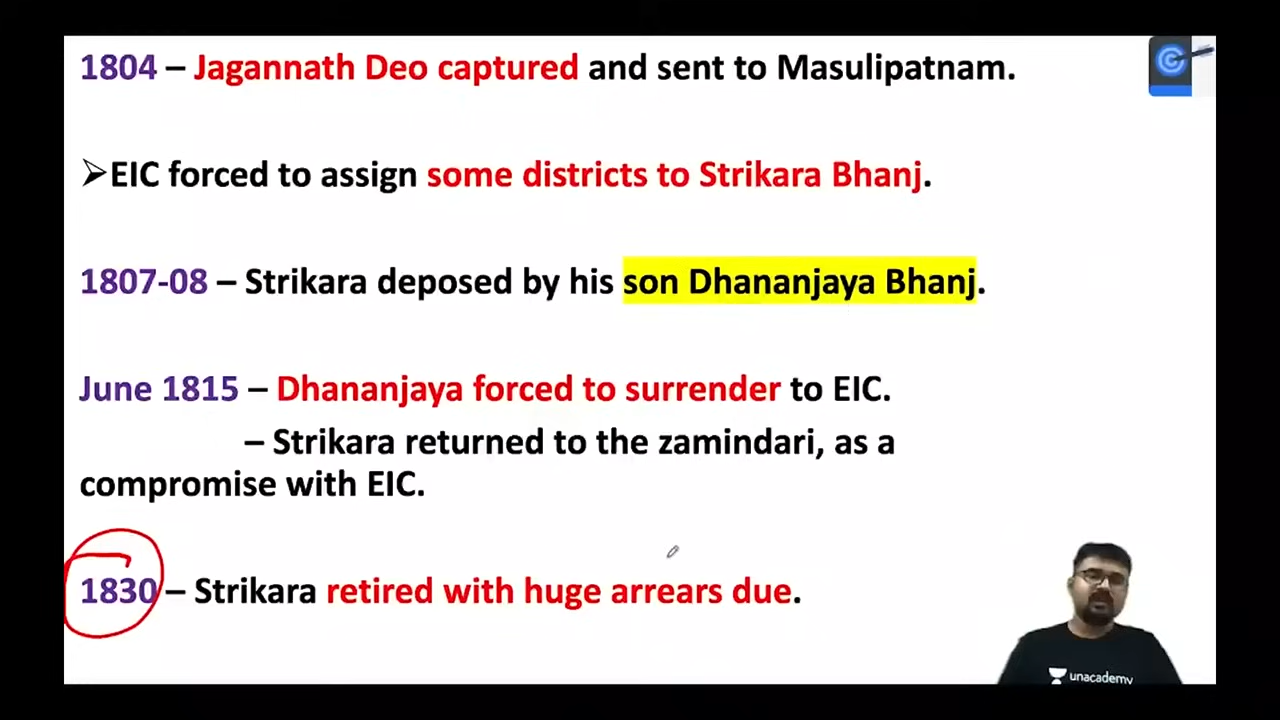 1804 – Jagannath Deo captured and sent to Masulipatnam.
➢EIC forced to assign some districts to Strikara Bhanj.
1807-08 – Strikara deposed by his son Dhananjaya Bhanj.
June 1815 – Dhananjaya forced to surrender to EIC.
– Strikara returned to the zamindari, as a
compromise with EIC.
1830 – Strikara retired with huge arrears due.
unacademy